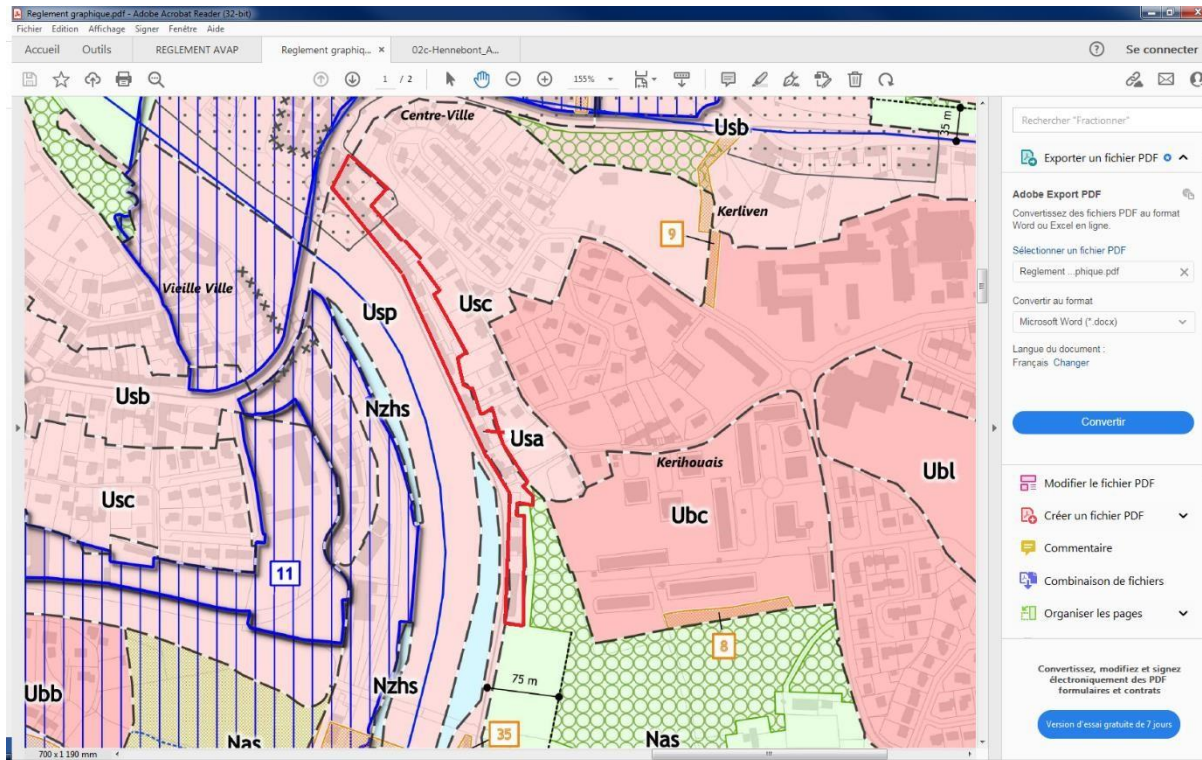 Reglement graphique.pdf - Adobe Acrobat Reader (32-bit)
Fichier Edition Affichage Signer Fenêtre Aide
Accueil Outils REGLEMENT AVAP Reglement graphiq... × 02c-Hennebont_A... Se connecter
1 / 2 155%
Centre-Ville
Usb
35 m
Kerliven
9
Vieille Ville
Usp
Usc
Usb
Nzhs
Usa
Kerihouais
Ubl
Usc
Ubc
11
8
75 m
Ubb
Nzhs
35
Nas
Nas
700 x 1 190 mm
Rechercher "Fractionner"
Exporter un fichier PDF
Adobe Export PDF
Convertissez des fichiers PDF au format
Word ou Excel en ligne.
Sélectionner un fichier PDF
Reglement ...phique.pdf
Convertir au format
Microsoft Word (*.docx)
Langue du document :
Français Changer
Convertir
Modifier le fichier PDF
Créer un fichier PDF
Commentaire
Combinaison de fichiers
Organiser les pages
Convertissez, modifiez et signez
électroniquement des PDF
formulaires et contrats
Version d'essai gratuite de 7 jours